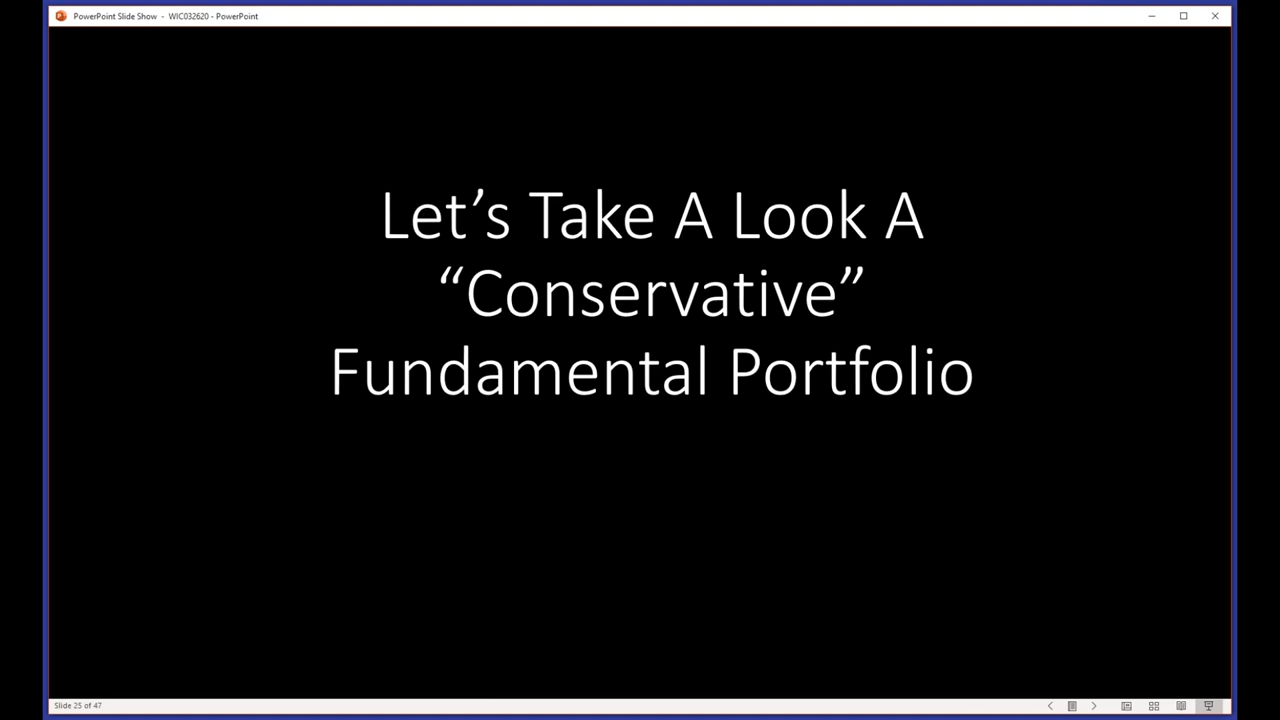 PowerPoint Slide Show - WIC032620 - PowerPoint
Let’s Take A Look A
“Conservative”
Fundamental Portfolio
Slide 25 of 47